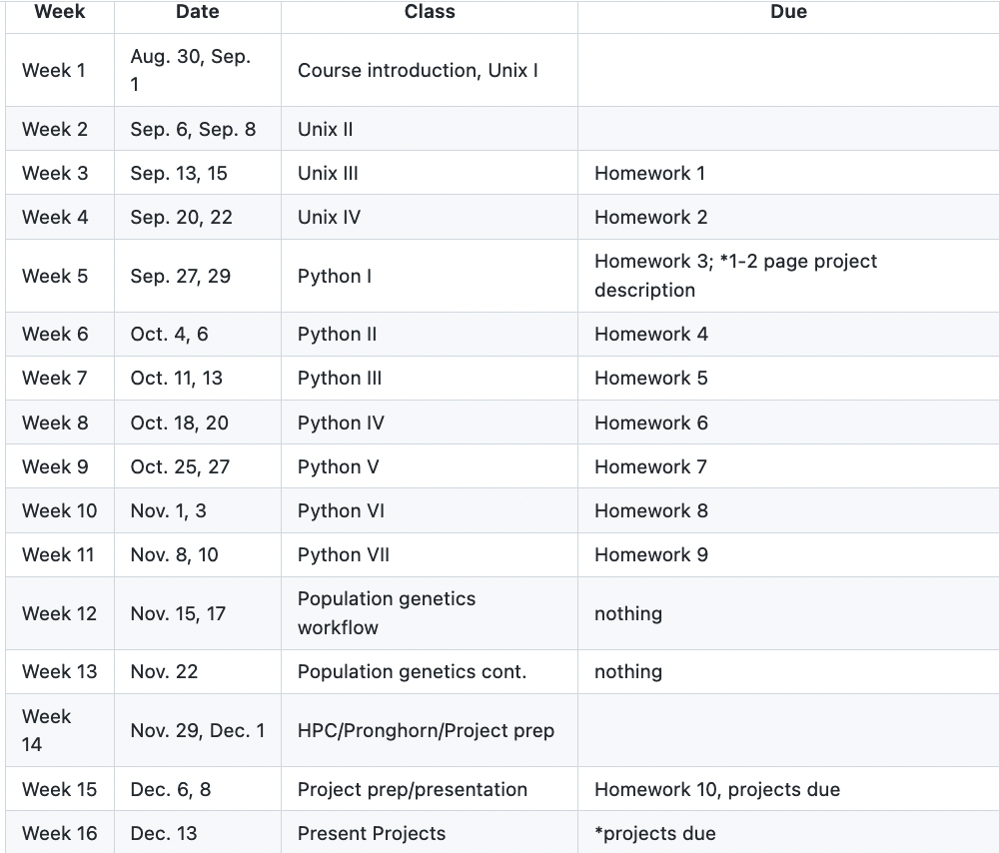 Week Date Class Due
Week 1 Aug. 30, Sep. 1 Course introduction, Unix I
Week 2 Sep. 6, Sep. 8 Unix II
Week 3 Sep. 13, 15 Unix III Homework 1
Week 4 Sep. 20, 22 Unix IV Homework 2
Week 5 Sep. 27, 29 Python I Homework 3; *1-2 page project description
Week 6 Oct. 4, 6 Python II Homework 4
Week 7 Oct. 11, 13 Python III Homework 5
Week 8 Oct. 18, 20 Python IV Homework 6
Week 9 Oct. 25, 27 Python V Homework 7
Week 10 Nov. 1, 3 Python VI Homework 8
Week 11 Nov. 8, 10 Python VII Homework 9
Week 12 Nov. 15, 17 Population genetics workflow nothing
Week 13 Nov. 22 Population genetics cont. nothing
Week 14 Nov. 29, Dec. 1 HPC/Pronghorn/Project prep
Week 15 Dec. 6, 8 Project prep/presentation Homework 10, projects due
Week 16 Dec. 13 Present Projects *projects due